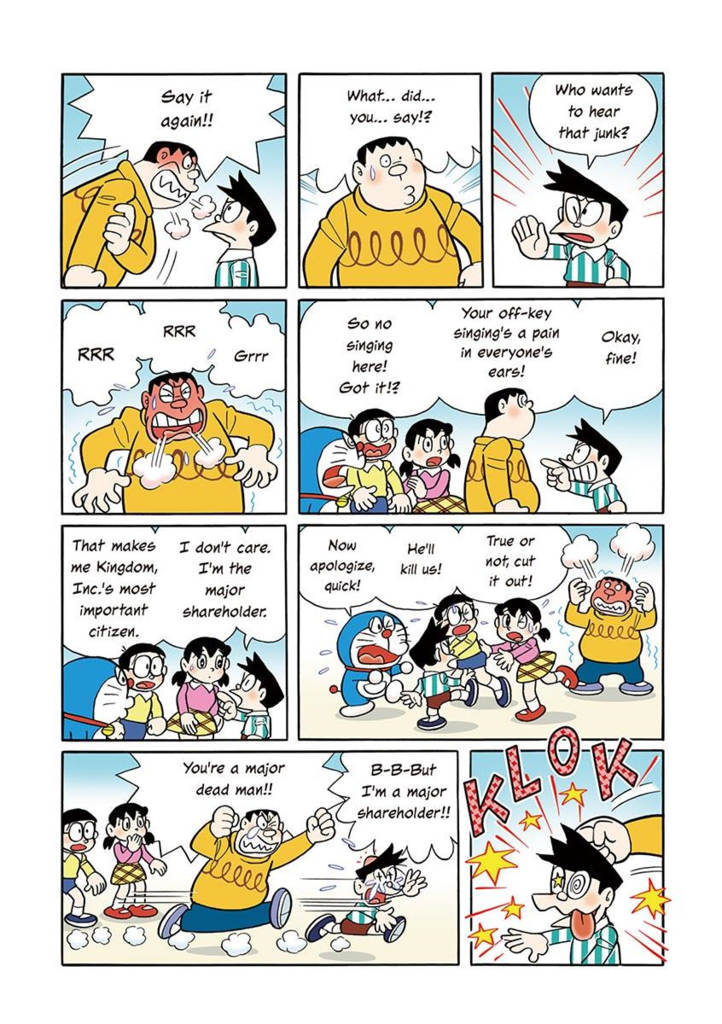 Who wants
to hear
that junk?
What... did...
you... say!?
Say it
again!!
Okay,
fine!
Your off-key
singing's a pain
in everyone's
ears!
So no
singing
here!
Got it!?
Grrr
RRR
RRR
True or
not, cut
it out!
He'll
kill us!
Now
apologize,
quick!
I don't care.
I'm the
major
shareholder.
That makes
me Kingdom,
Inc.'s most
important
citizen.
KLOK
B-B-But
I'm a major
shareholder!!
You're a major
dead man!!